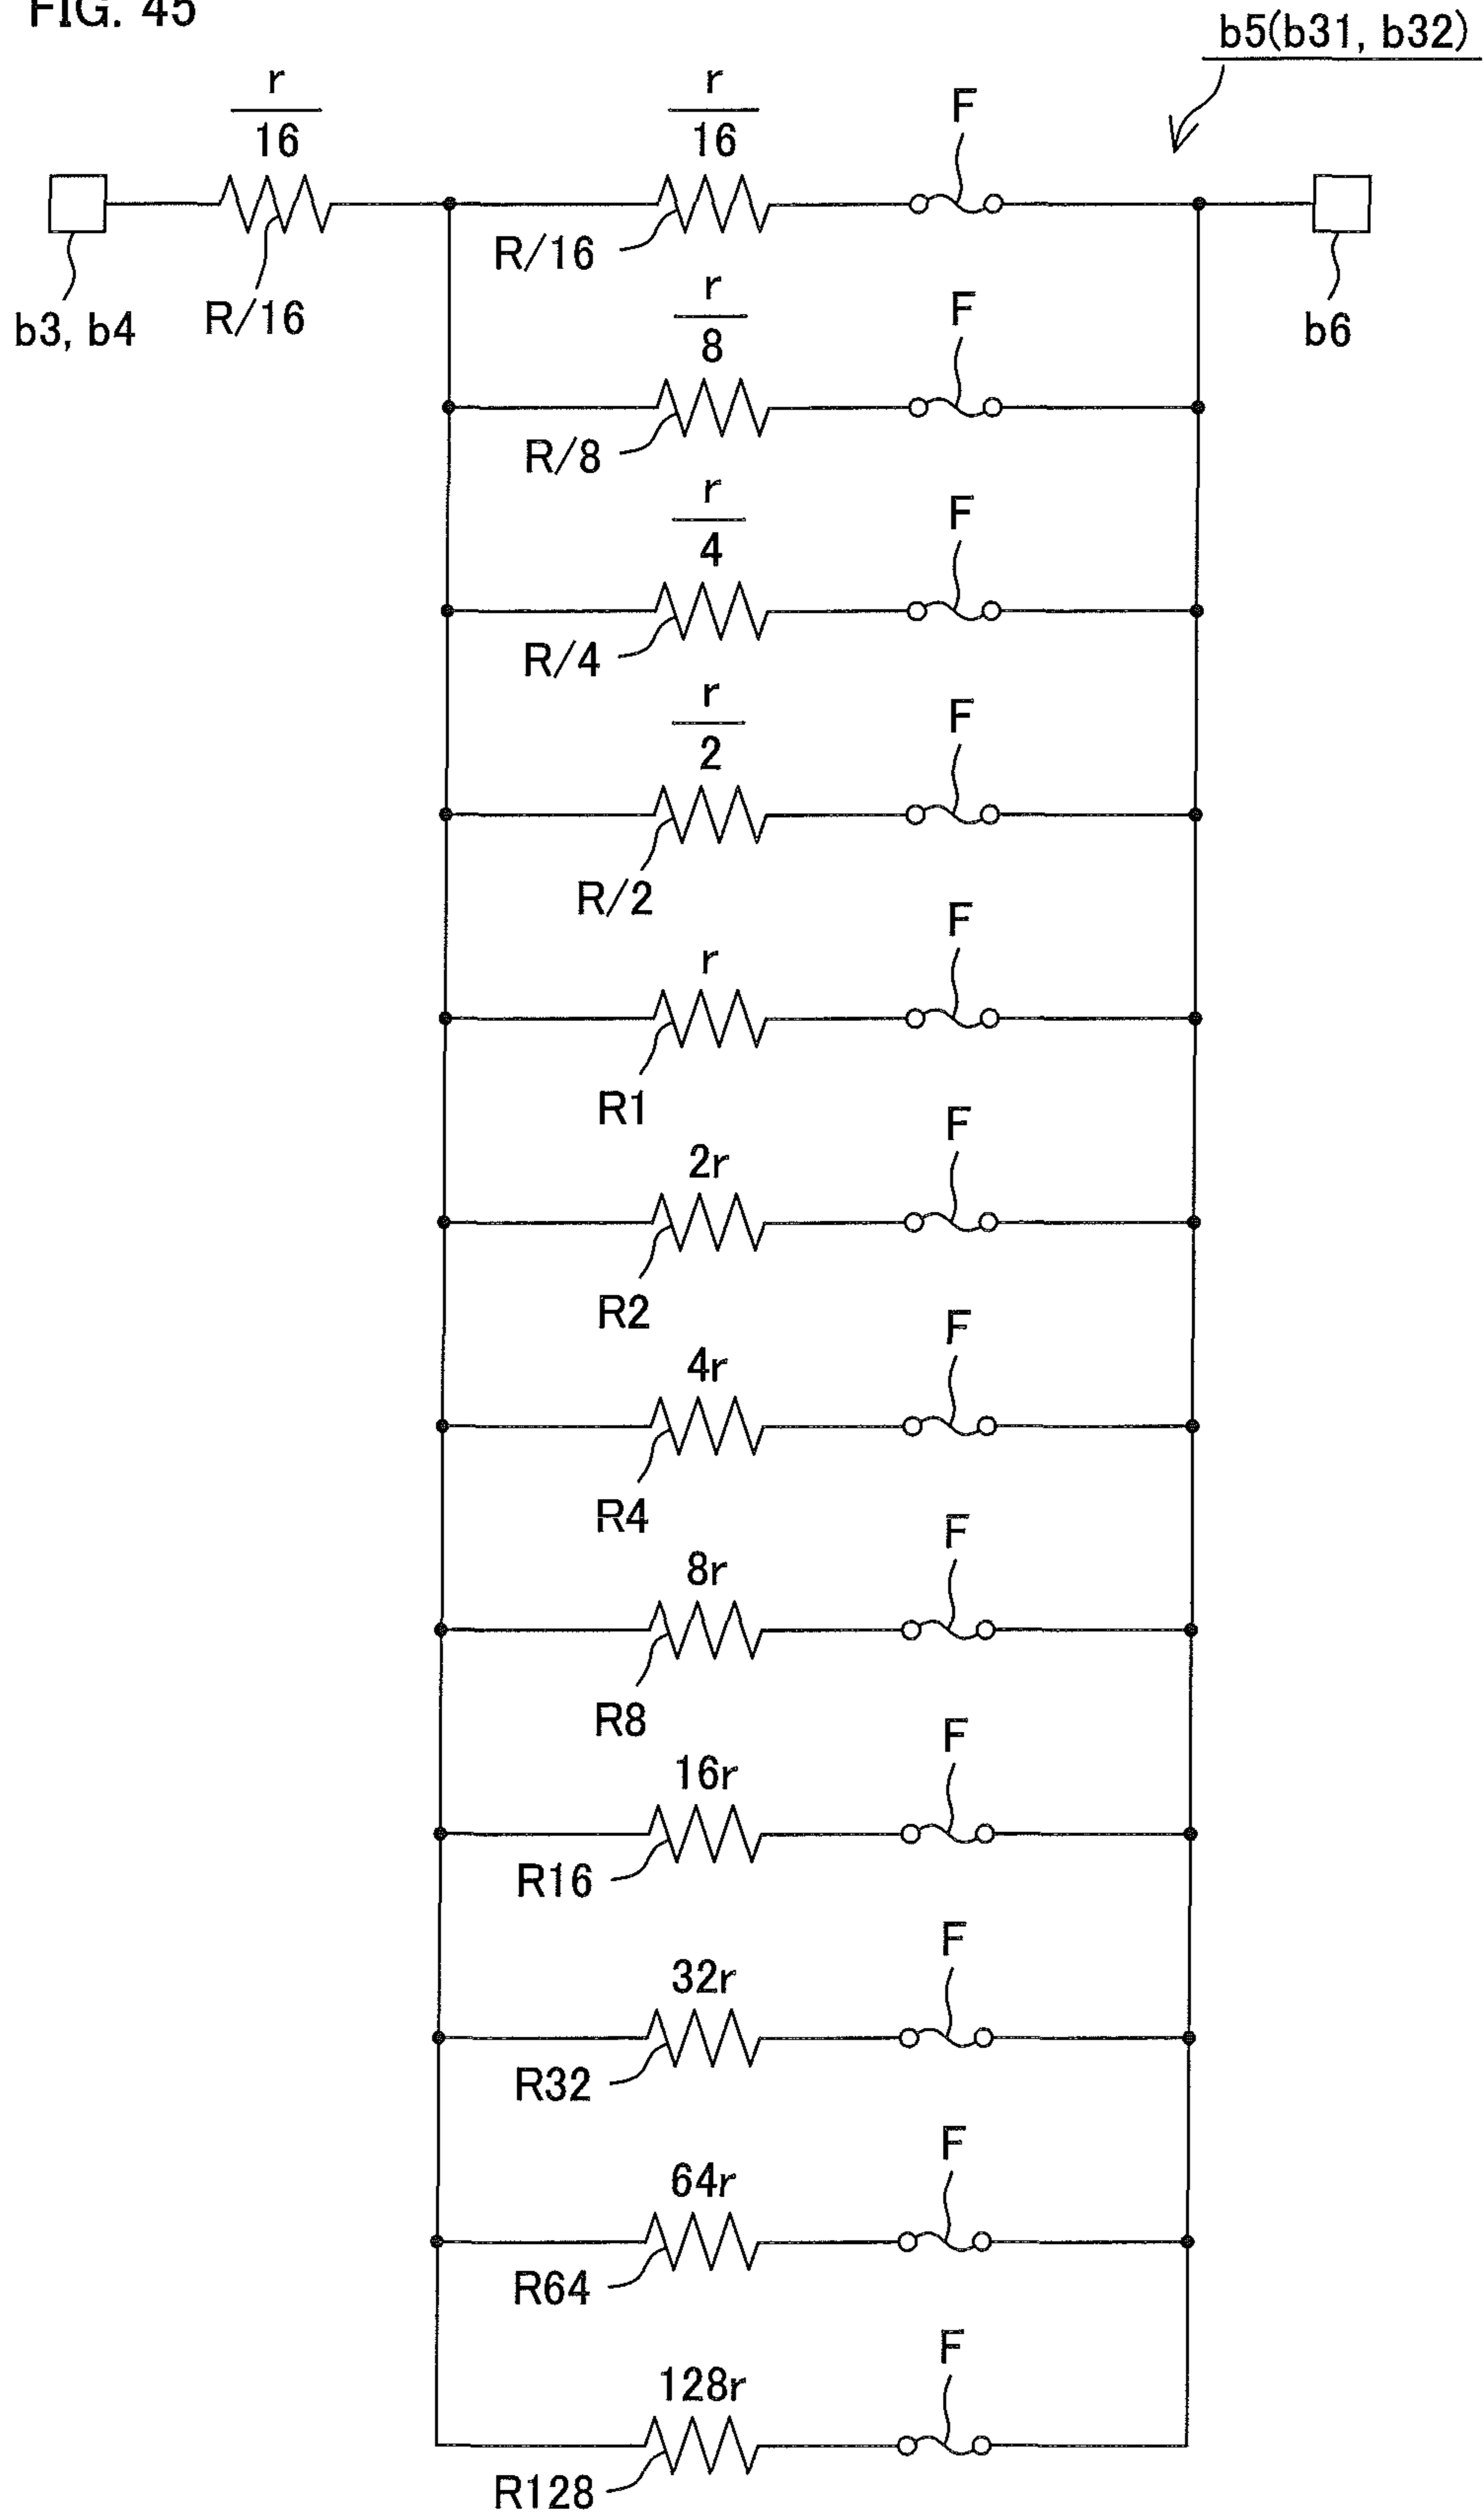 FIG. 45
b5(b31, b32)
r
16
r
16
F
R/16
R/16
b3, b4
b6
r
8
F
R/8
r
4
F
R/4
r
2
F
R/2
r
F
R1
2r
F
R2
4r
F
R4
8r
F
R8
16r
F
R16
32r
F
R32
64r
F
R64
128r
F
R128